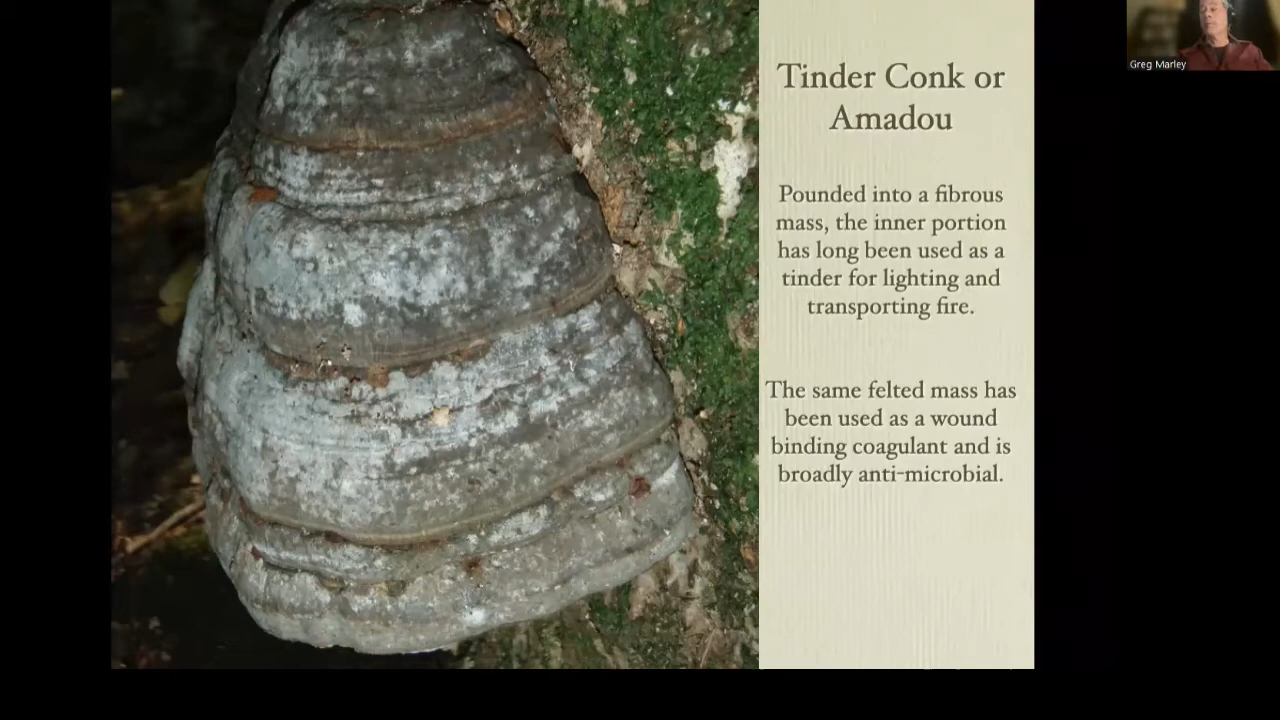 Tinder Conk or
Amadou
Pounded into a fibrous
mass, the inner portion
has long been used as a
tinder for lighting and
transporting fire.
The same felted mass has
been used as a wound
binding coagulant and is
broadly anti-microbial.
Greg Marley